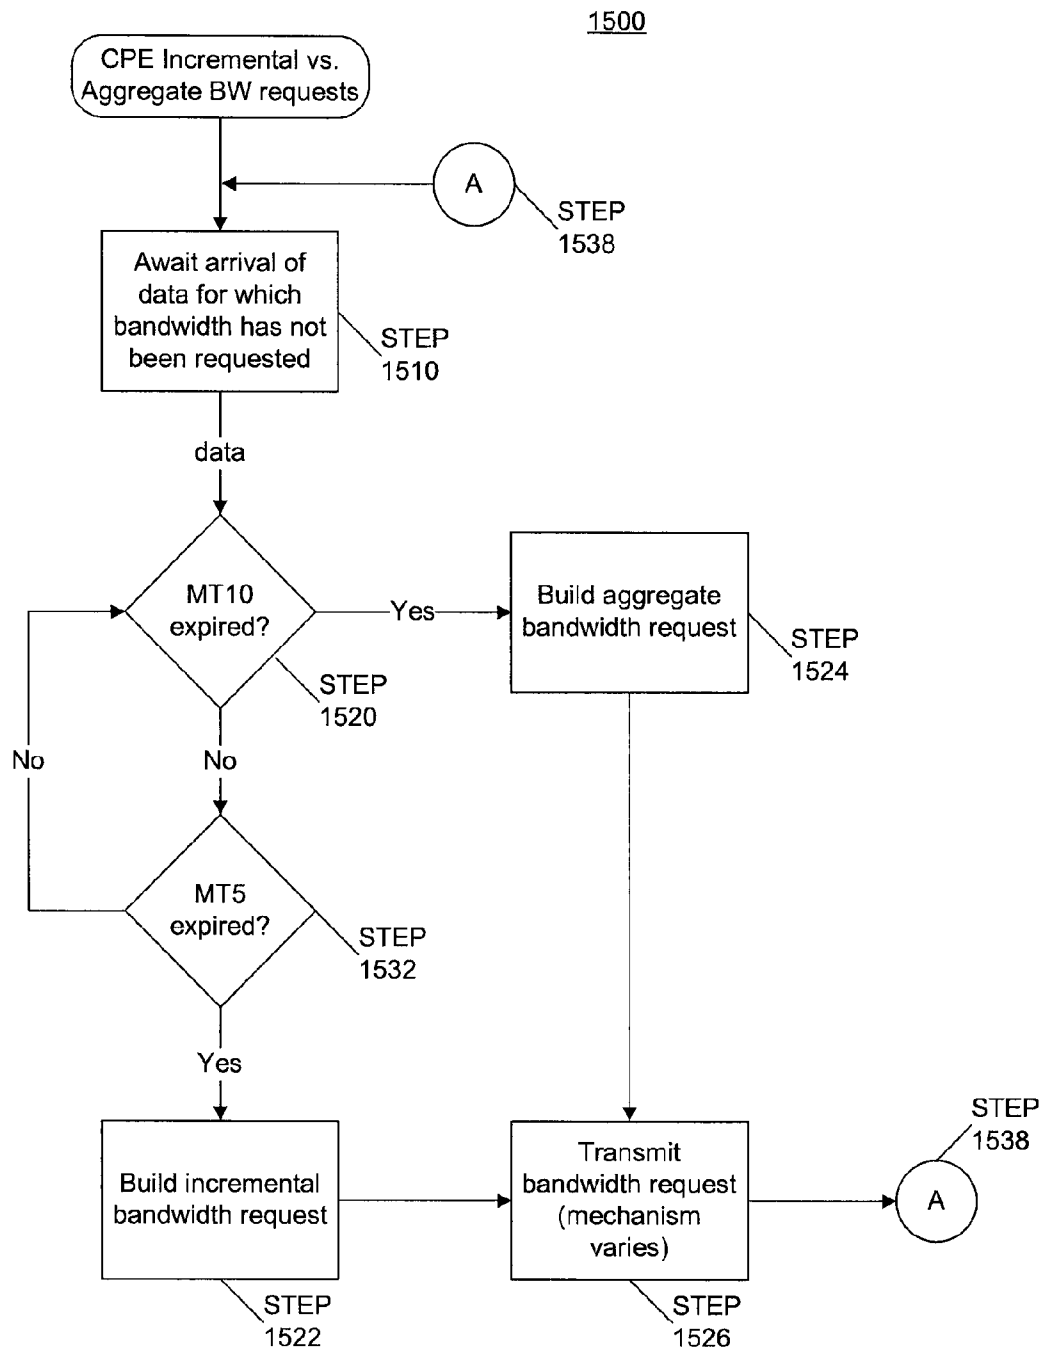 1500
CPE Incremental vs.
Aggregate BW requests
A
STEP
1538
Await arrival of
data for which
bandwidth has not
been requested
STEP
1510
data
MT10
expired?
Yes
Build aggregate
bandwidth request
STEP
1524
STEP
1520
No
No
MT5
expired?
STEP
1532
Yes
STEP
1538
Build incremental
bandwidth request
Transmit
bandwidth request
(mechanism
varies)
A
STEP
1522
STEP
1526